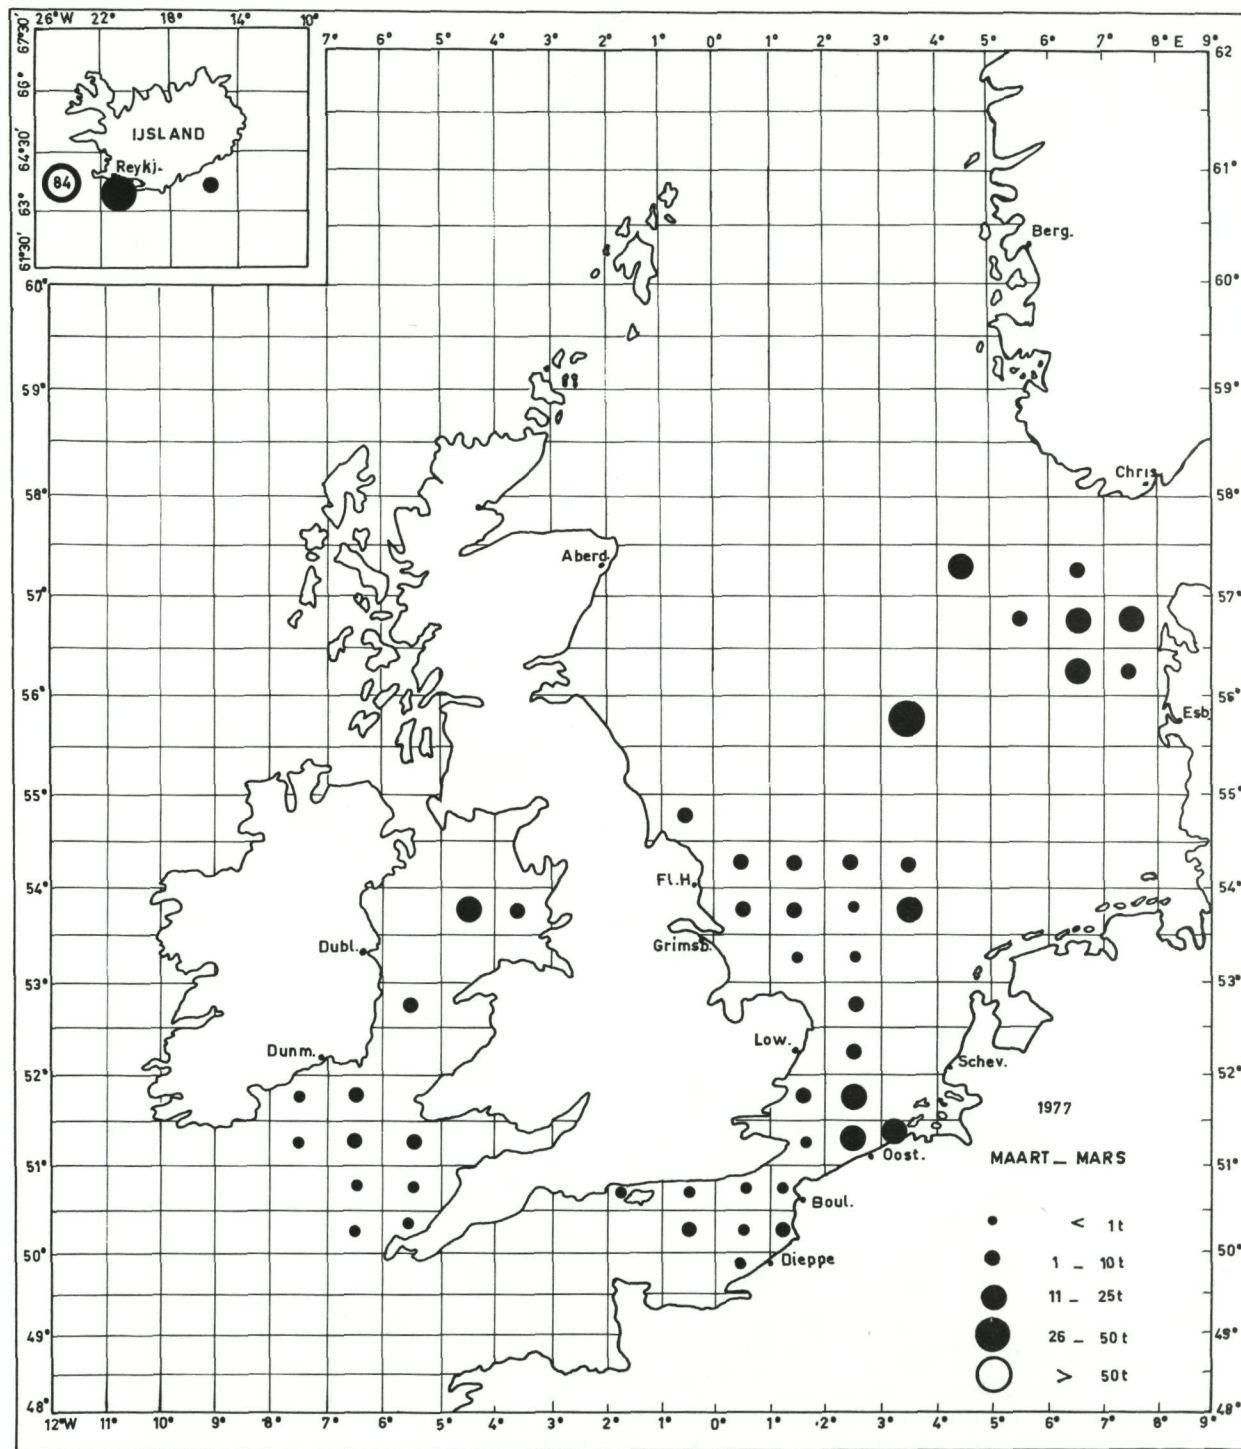 26°W 22° 18° 14° 10°
67°30'
66°
64°30'
63°
61°30'
IJSLAND
Reykj.
84
7° 6° 5° 4° 3° 2° 1° 0° 1° 2° 3° 4° 5° 6° 7° 8° E 9°
62
61°
60°
59°
58°
57°
56°
55°
54°
53°
52°
51°
50°
49°
48°
60°
59°
58°
57°
56°
55°
54°
53°
52°
51°
50°
49°
48°
Berg.
Chris
Aberd.
Esb
Fl.H.
Grimsb.
Dubl.
Dunm.
Low.
Schev.
Oost.
Boul.
Dieppe
1977
MAART_ MARS
< 1t
1 _ 10t
11 _ 25t
26 _ 50t
> 50t
12°W 11° 10° 9° 8° 7° 6° 5° 4° 3° 2° 1° 0° 1° 2° 3° 4° 5° 6° 7° 8° 9°